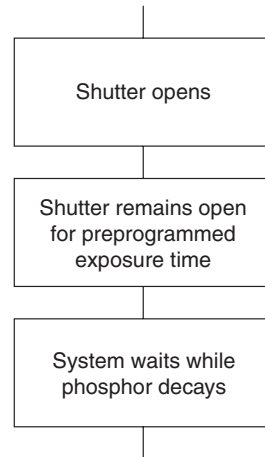 Shutter opens
Shutter remains open
for preprogrammed
exposure time
System waits while
phosphor decays